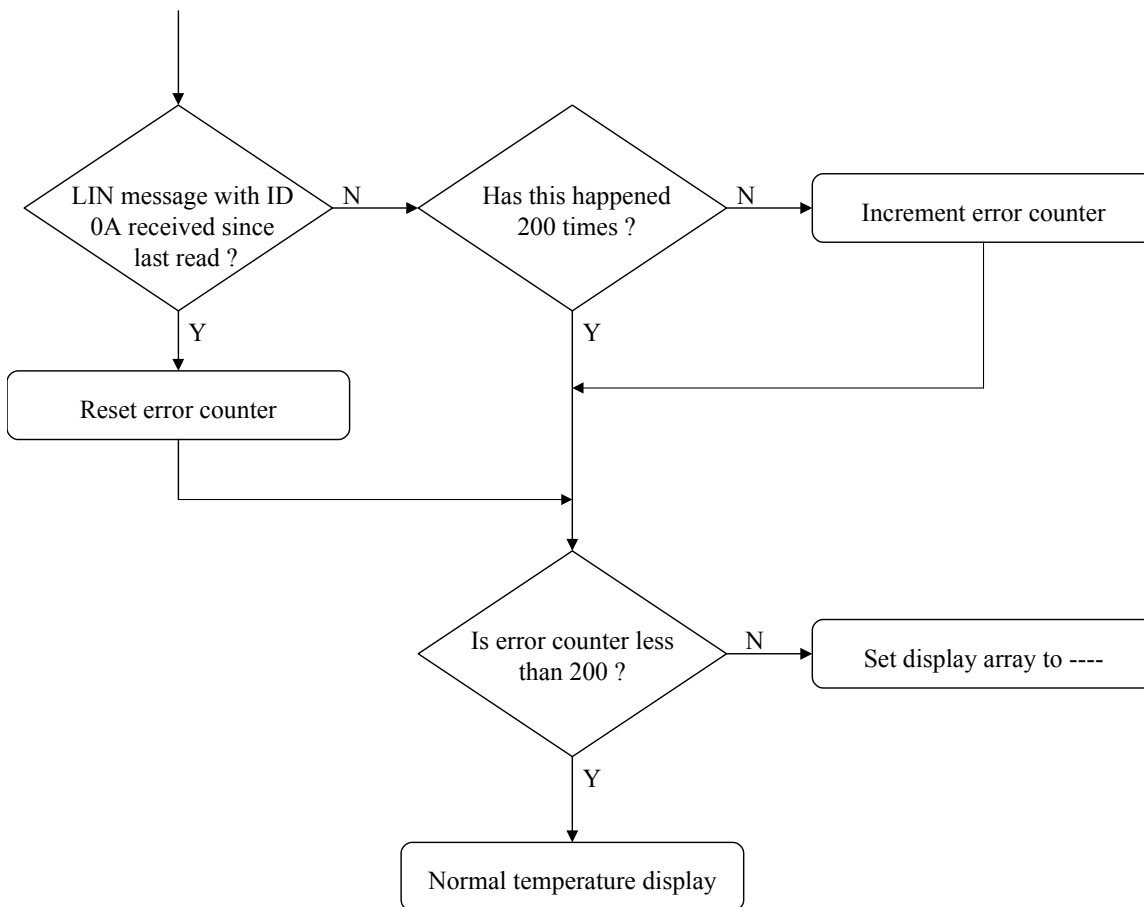 LIN message with ID
0A received since
last read ?
N
Has this happened
200 times ?
N
Increment error counter
Y
Y
Reset error counter
Is error counter less
than 200 ?
N
Set display array to ----
Y
Normal temperature display